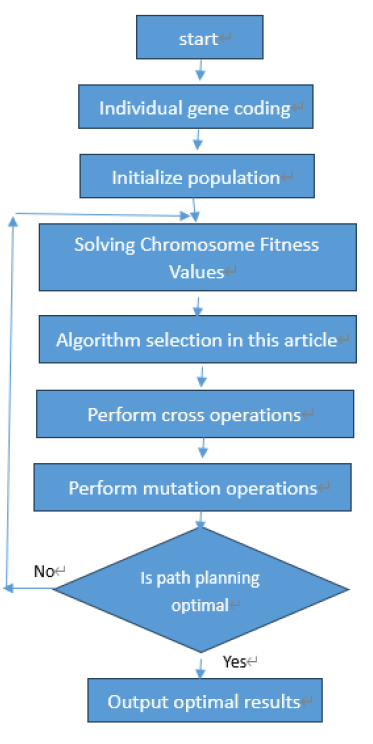 start
Individual gene coding
Initialize population
Solving Chromosome Fitness
Values
Algorithm selection in this article
Perform cross operations
Perform mutation operations
Is path planning
optimal
No
Yes
Output optimal results